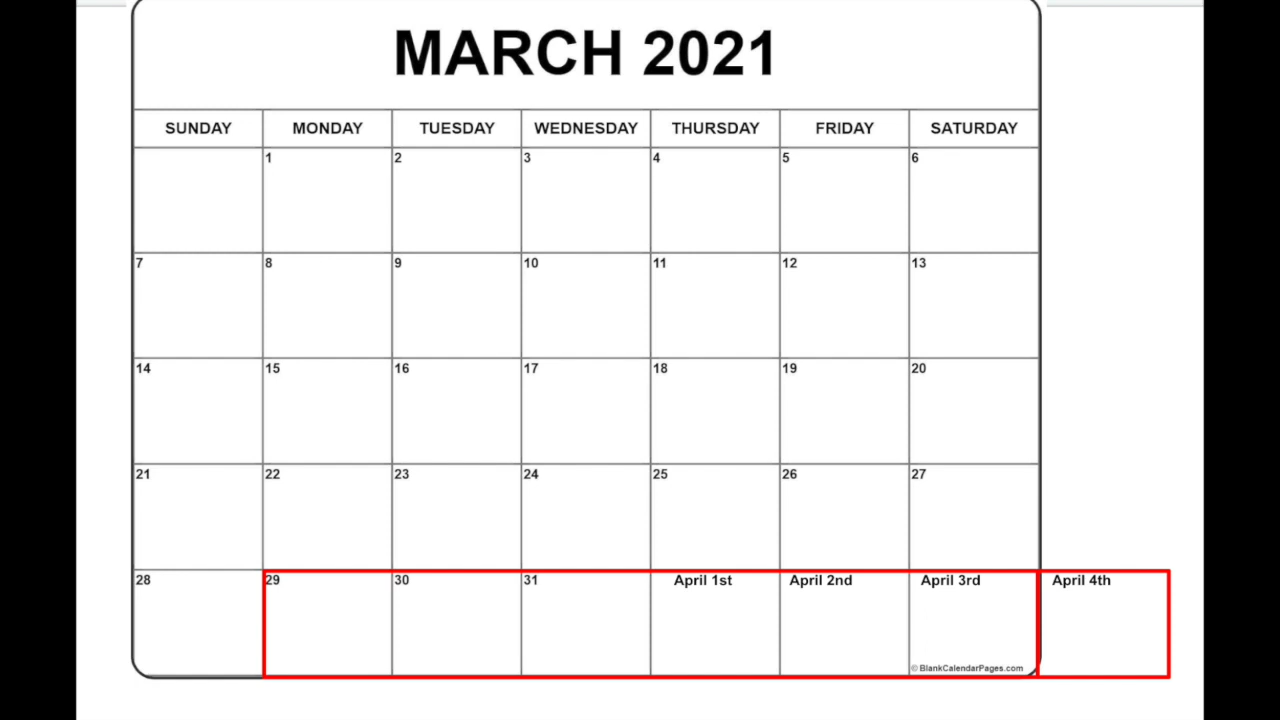 MARCH 2021
SUNDAY MONDAY TUESDAY WEDNESDAY THURSDAY FRIDAY SATURDAY
1 2 3 4 5 6
7 8 9 10 11 12 13
14 15 16 17 18 19 20
21 22 23 24 25 26 27
28 29 30 31 April 1st April 2nd April 3rd April 4th
© BlankCalendarPages.com